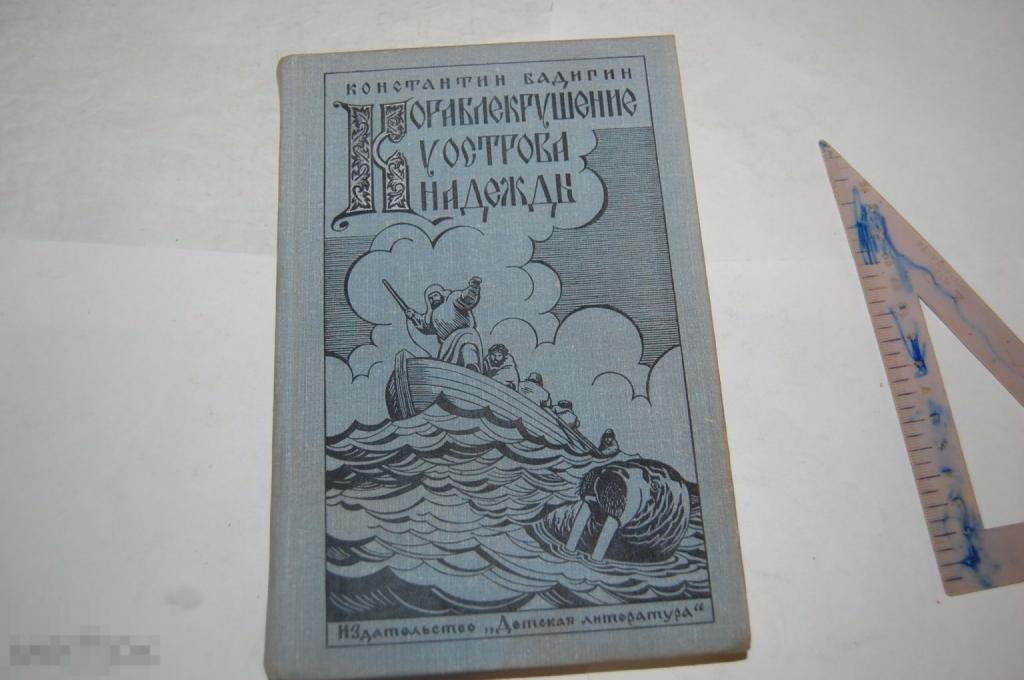 КОНСТАНТИН БАДИГИН
КОРАБЛЕКРУШЕНИЕ
У ОСТРОВА
НАДЕЖДЫ
Издательство „Детская литература“